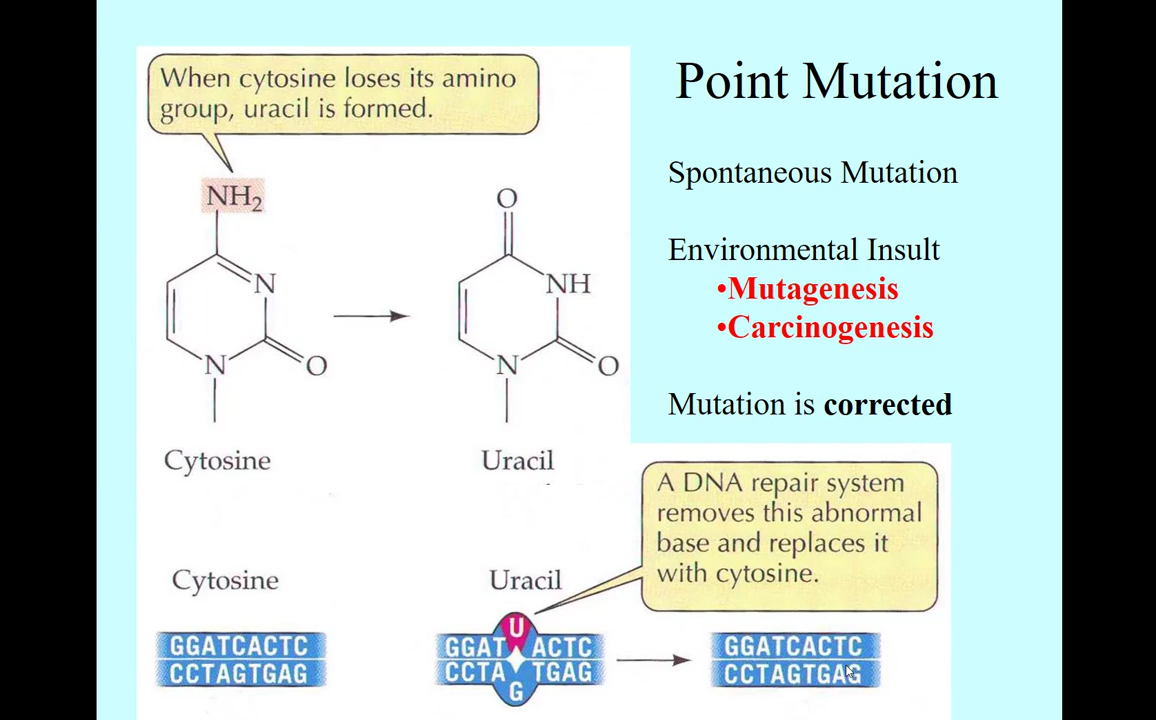 When cytosine loses its amino
group, uracil is formed.
Point Mutation
Spontaneous Mutation
Environmental Insult
•Mutagenesis
•Carcinogenesis
Mutation is corrected
NH₂
N
N
O
Cytosine
O
NH
N
O
Uracil
A DNA repair system
removes this abnormal
base and replaces it
with cytosine.
Cytosine
GGATCACTC
CCTAGTGAG
Uracil
U
GGAT ACTC
CCTA TGAG
G
GGATCACTC
CCTAGTGAG